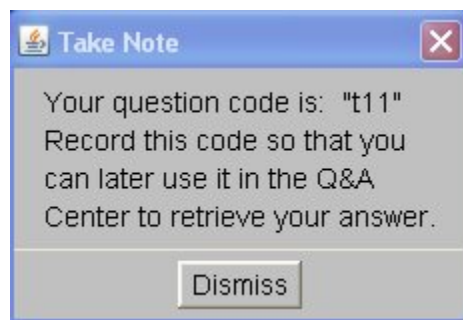 Take Note
Your question code is: "t11"
Record this code so that you
can later use it in the Q&A
Center to retrieve your answer.
Dismiss